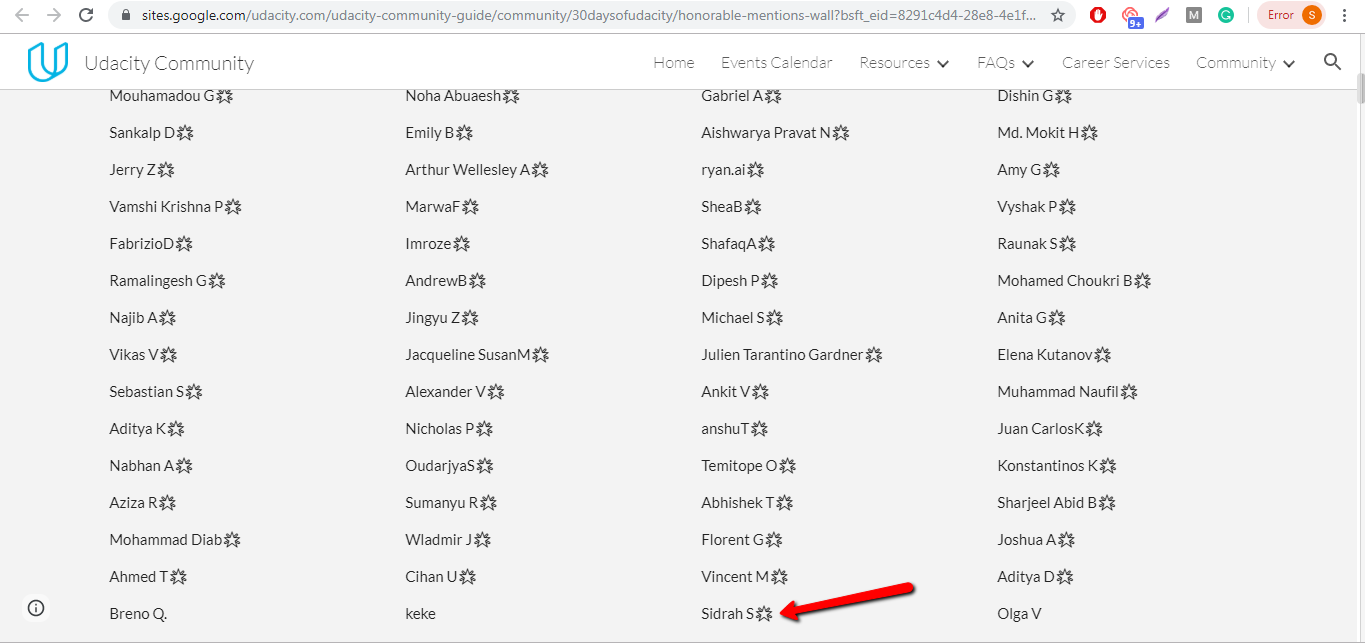 sites.google.com/udacity.com/udacity-community-guide/community/30daysofudacity/honorable-mentions-wall?bsft_eid=8291c4d4-28e8-4e1f...
9+
M
G
Error
S
Udacity Community
Home
Events Calendar
Resources
FAQs
Career Services
Community
Mouhamadou G Noha Abuaesh Gabriel A Dishin G
Sankalp D Emily B Aishwarya Pravat N Md. Mokit H
Jerry Z Arthur Wellesley A ryan.ai Amy G
Vamshi Krishna P MarwaF SheaB Vyshak P
FabrizioD Imroze ShafaqA Raunak S
Ramalingesh G AndrewB Dipesh P Mohamed Choukri B
Najib A Jingyu Z Michael S Anita G
Vikas V Jacqueline SusanM Julien Tarantino Gardner Elena Kutanov
Sebastian S Alexander V Ankit V Muhammad Naufil
Aditya K Nicholas P anshuT Juan CarlosK
Nabhan A OudarjyaS Temitope O Konstantinos K
Aziza R Sumanyu R Abhishek T Sharjeel Abid B
Mohammad Diab Wladmir J Florent G Joshua A
Ahmed T Cihan U Vincent M Aditya D
Breno Q. keke Sidrah S Olga V